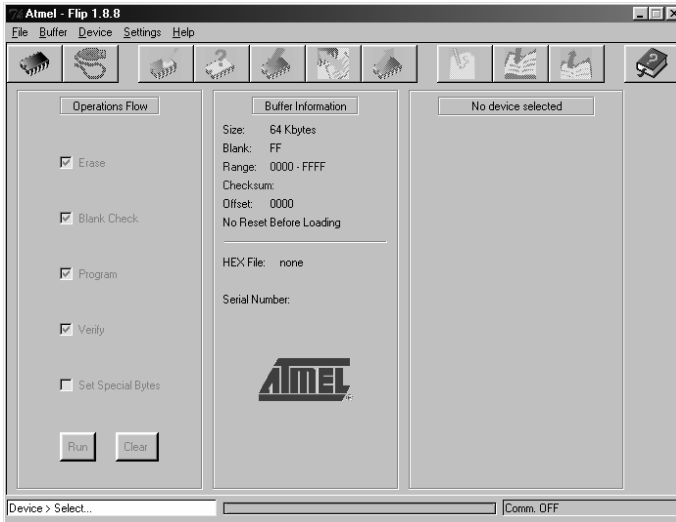 Atmel - Flip 1.8.8
File Buffer Device Settings Help
Operations Flow
Erase
Blank Check
Program
Verify
Set Special Bytes
Run Clear
Buffer Information
Size: 64 Kbytes
Blank: FF
Range: 0000 - FFFF
Checksum:
Offset: 0000
No Reset Before Loading
HEX File: none
Serial Number:
ATMEL®
No device selected
Device > Select...
Comm. OFF